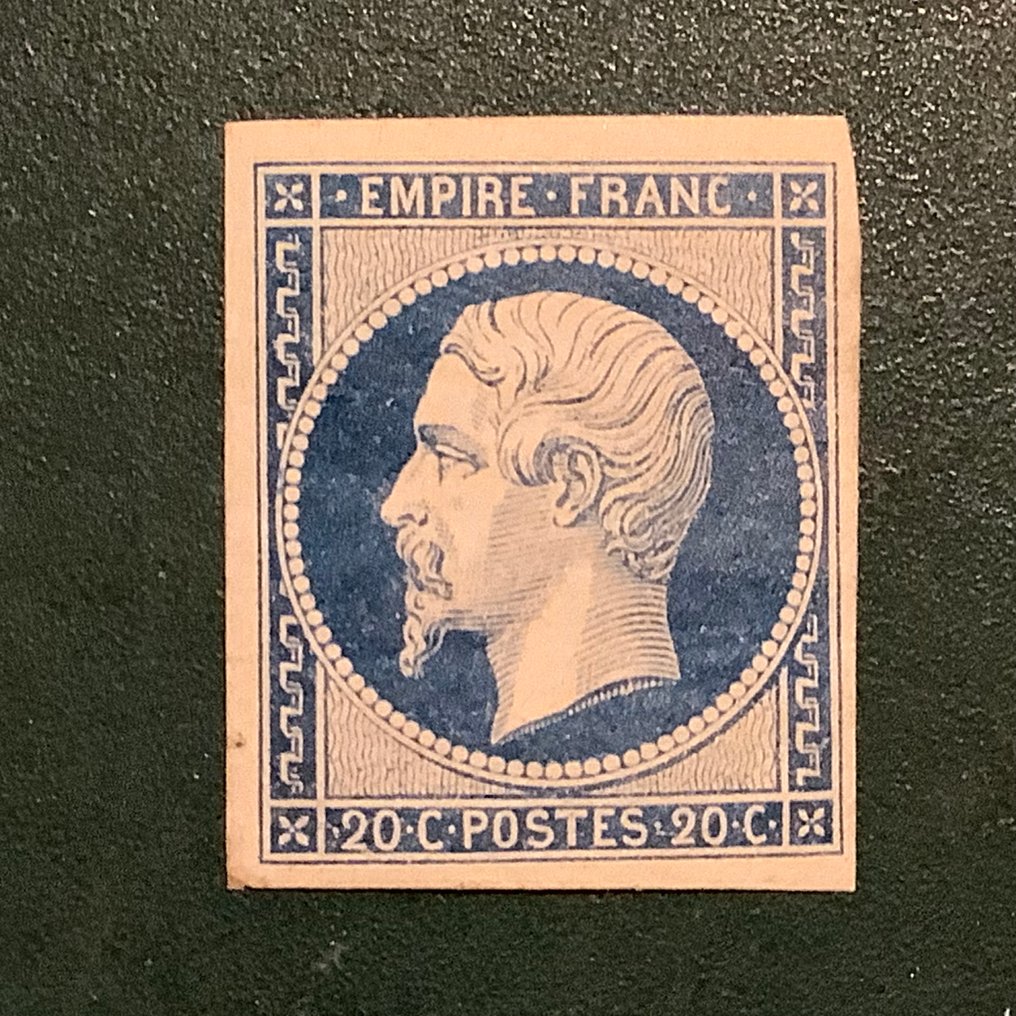 · EMPIRE · FRANC ·
· 20 · C · POSTES · 20 · C ·